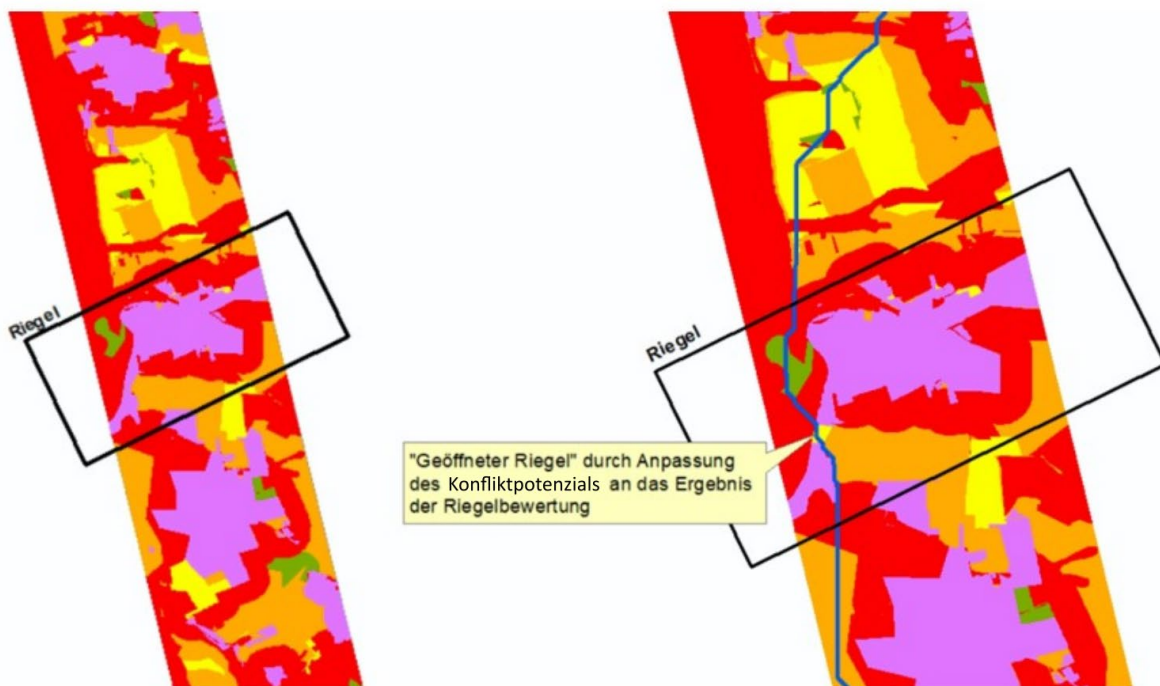 Riegel
Riegel
"Geöffneter Riegel" durch Anpassung
des Konfliktpotenzials an das Ergebnis
der Riegelbewertung